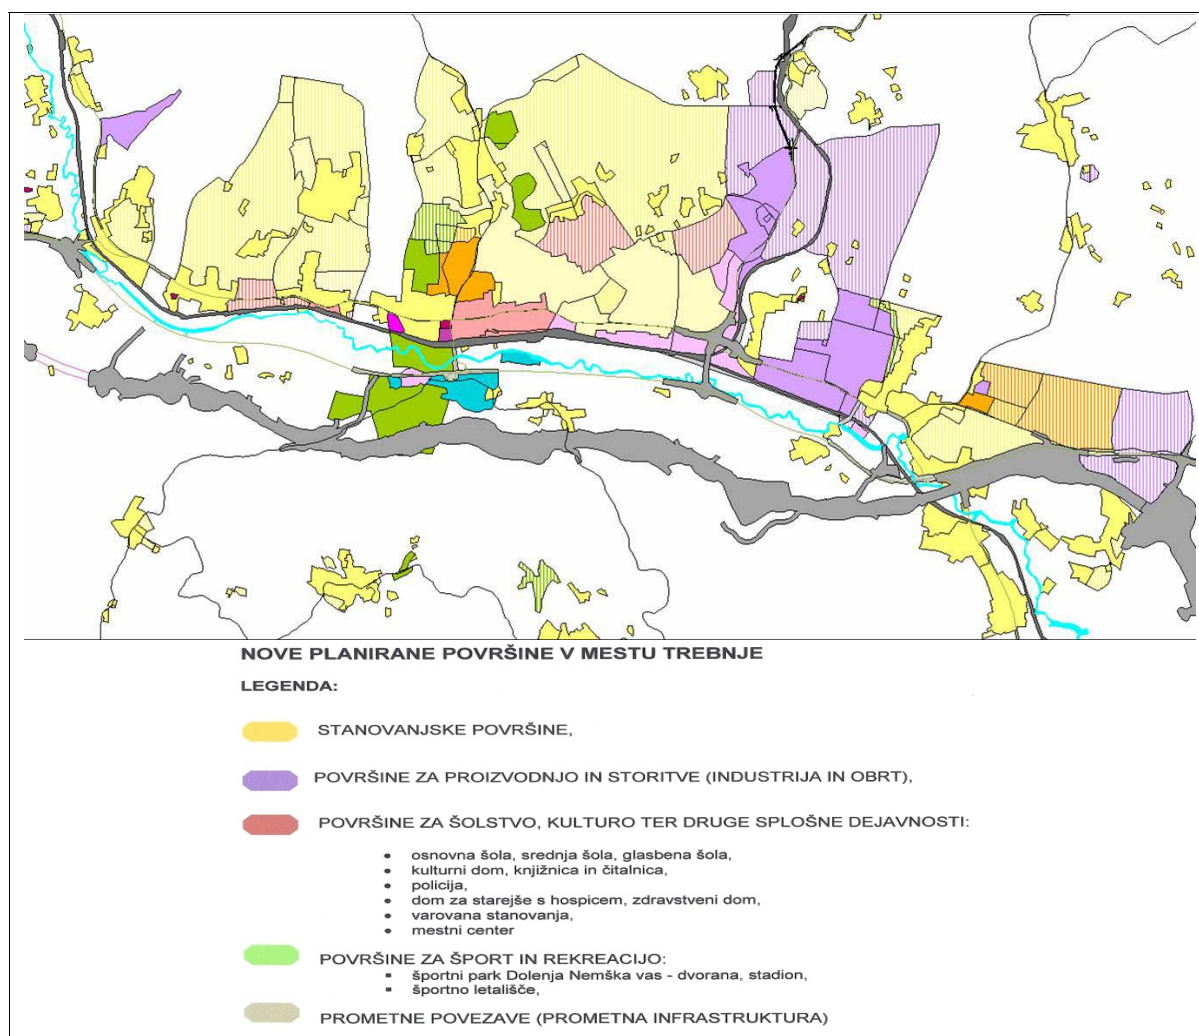 NOVE PLANIRANE POVRŠINE V MESTU TREBNJE
LEGENDA:
STANOVANJSKE POVRŠINE,
POVRŠINE ZA PROIZVODNJO IN STORITVE (INDUSTRIJA IN OBRT),
POVRŠINE ZA ŠOLSTVO, KULTURO TER DRUGE SPLOŠNE DEJAVNOSTI:
• osnovna šola, srednja šola, glasbena šola,
• kulturni dom, knjižnica in čitalnica,
• policija,
• dom za starejše s hospicem, zdravstveni dom,
• varovana stanovanja,
• mestni center
POVRŠINE ZA ŠPORT IN REKREACIJO:
▪ športni park Dolenja Nemška vas - dvorana, stadion,
▪ športno letališče,
PROMETNE POVEZAVE (PROMETNA INFRASTRUKTURA)